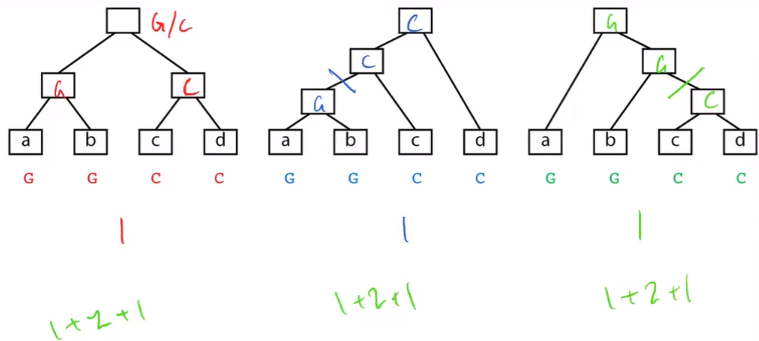 G/C C G
G C C G
G C
a b c d a b c d a b c d
G G C C G G C C G G C C
1 1 1
1+2+1 1+2+1 1+2+1